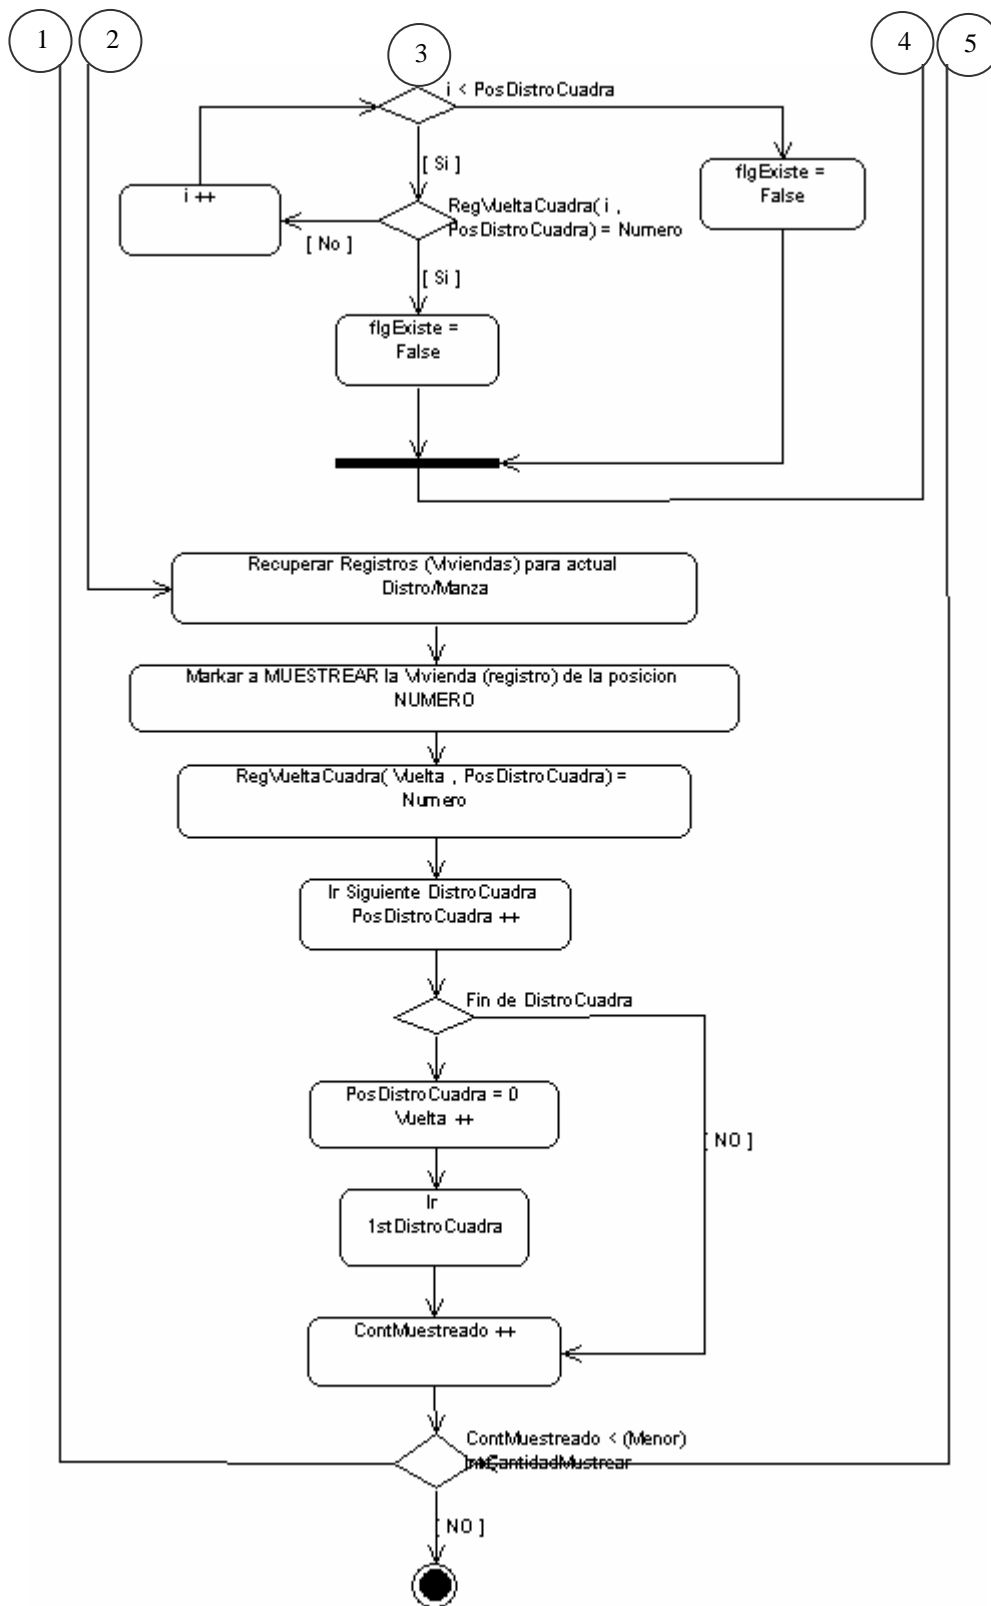 1
2
3
4
5
i < PosDistroCuadra
[ Si ]
i ++
flgExiste =
False
RegVueltaCuadra( i ,
PosDistroCuadra) = Numero
[ No ]
[ Si ]
flgExiste =
False
Recuperar Registros (Viviendas) para actual
Distro/Manza
Markar a MUESTREAR la Vivienda (registro) de la posicion
NUMERO
RegVueltaCuadra( Vuelta , PosDistroCuadra) =
Numero
Ir Siguiente DistroCuadra
PosDistroCuadra ++
Fin de DistroCuadra
PosDistroCuadra = 0
Vuelta ++
[ NO ]
Ir
1stDistroCuadra
ContMuestreado ++
ContMuestreado < (Menor)
IntCantidadMustrear
[ NO ]